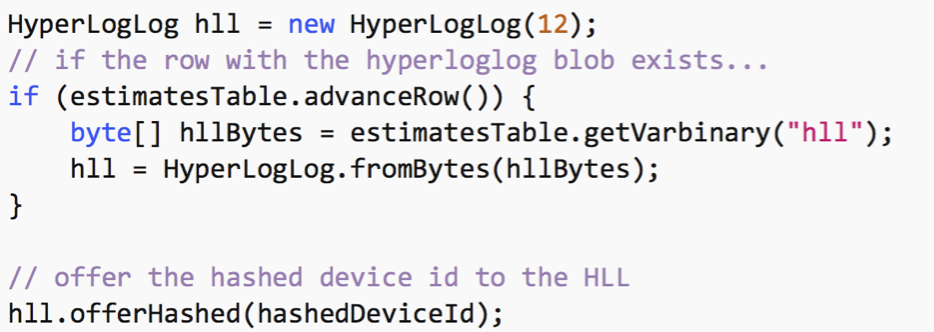 HyperLogLog hll = new HyperLogLog(12);
// if the row with the hyperloglog blob exists...
if (estimatesTable.advanceRow()) {
    byte[] hllBytes = estimatesTable.getVarbinary("hll");
    hll = HyperLogLog.fromBytes(hllBytes);
}

// offer the hashed device id to the HLL
hll.offerHashed(hashedDeviceId);